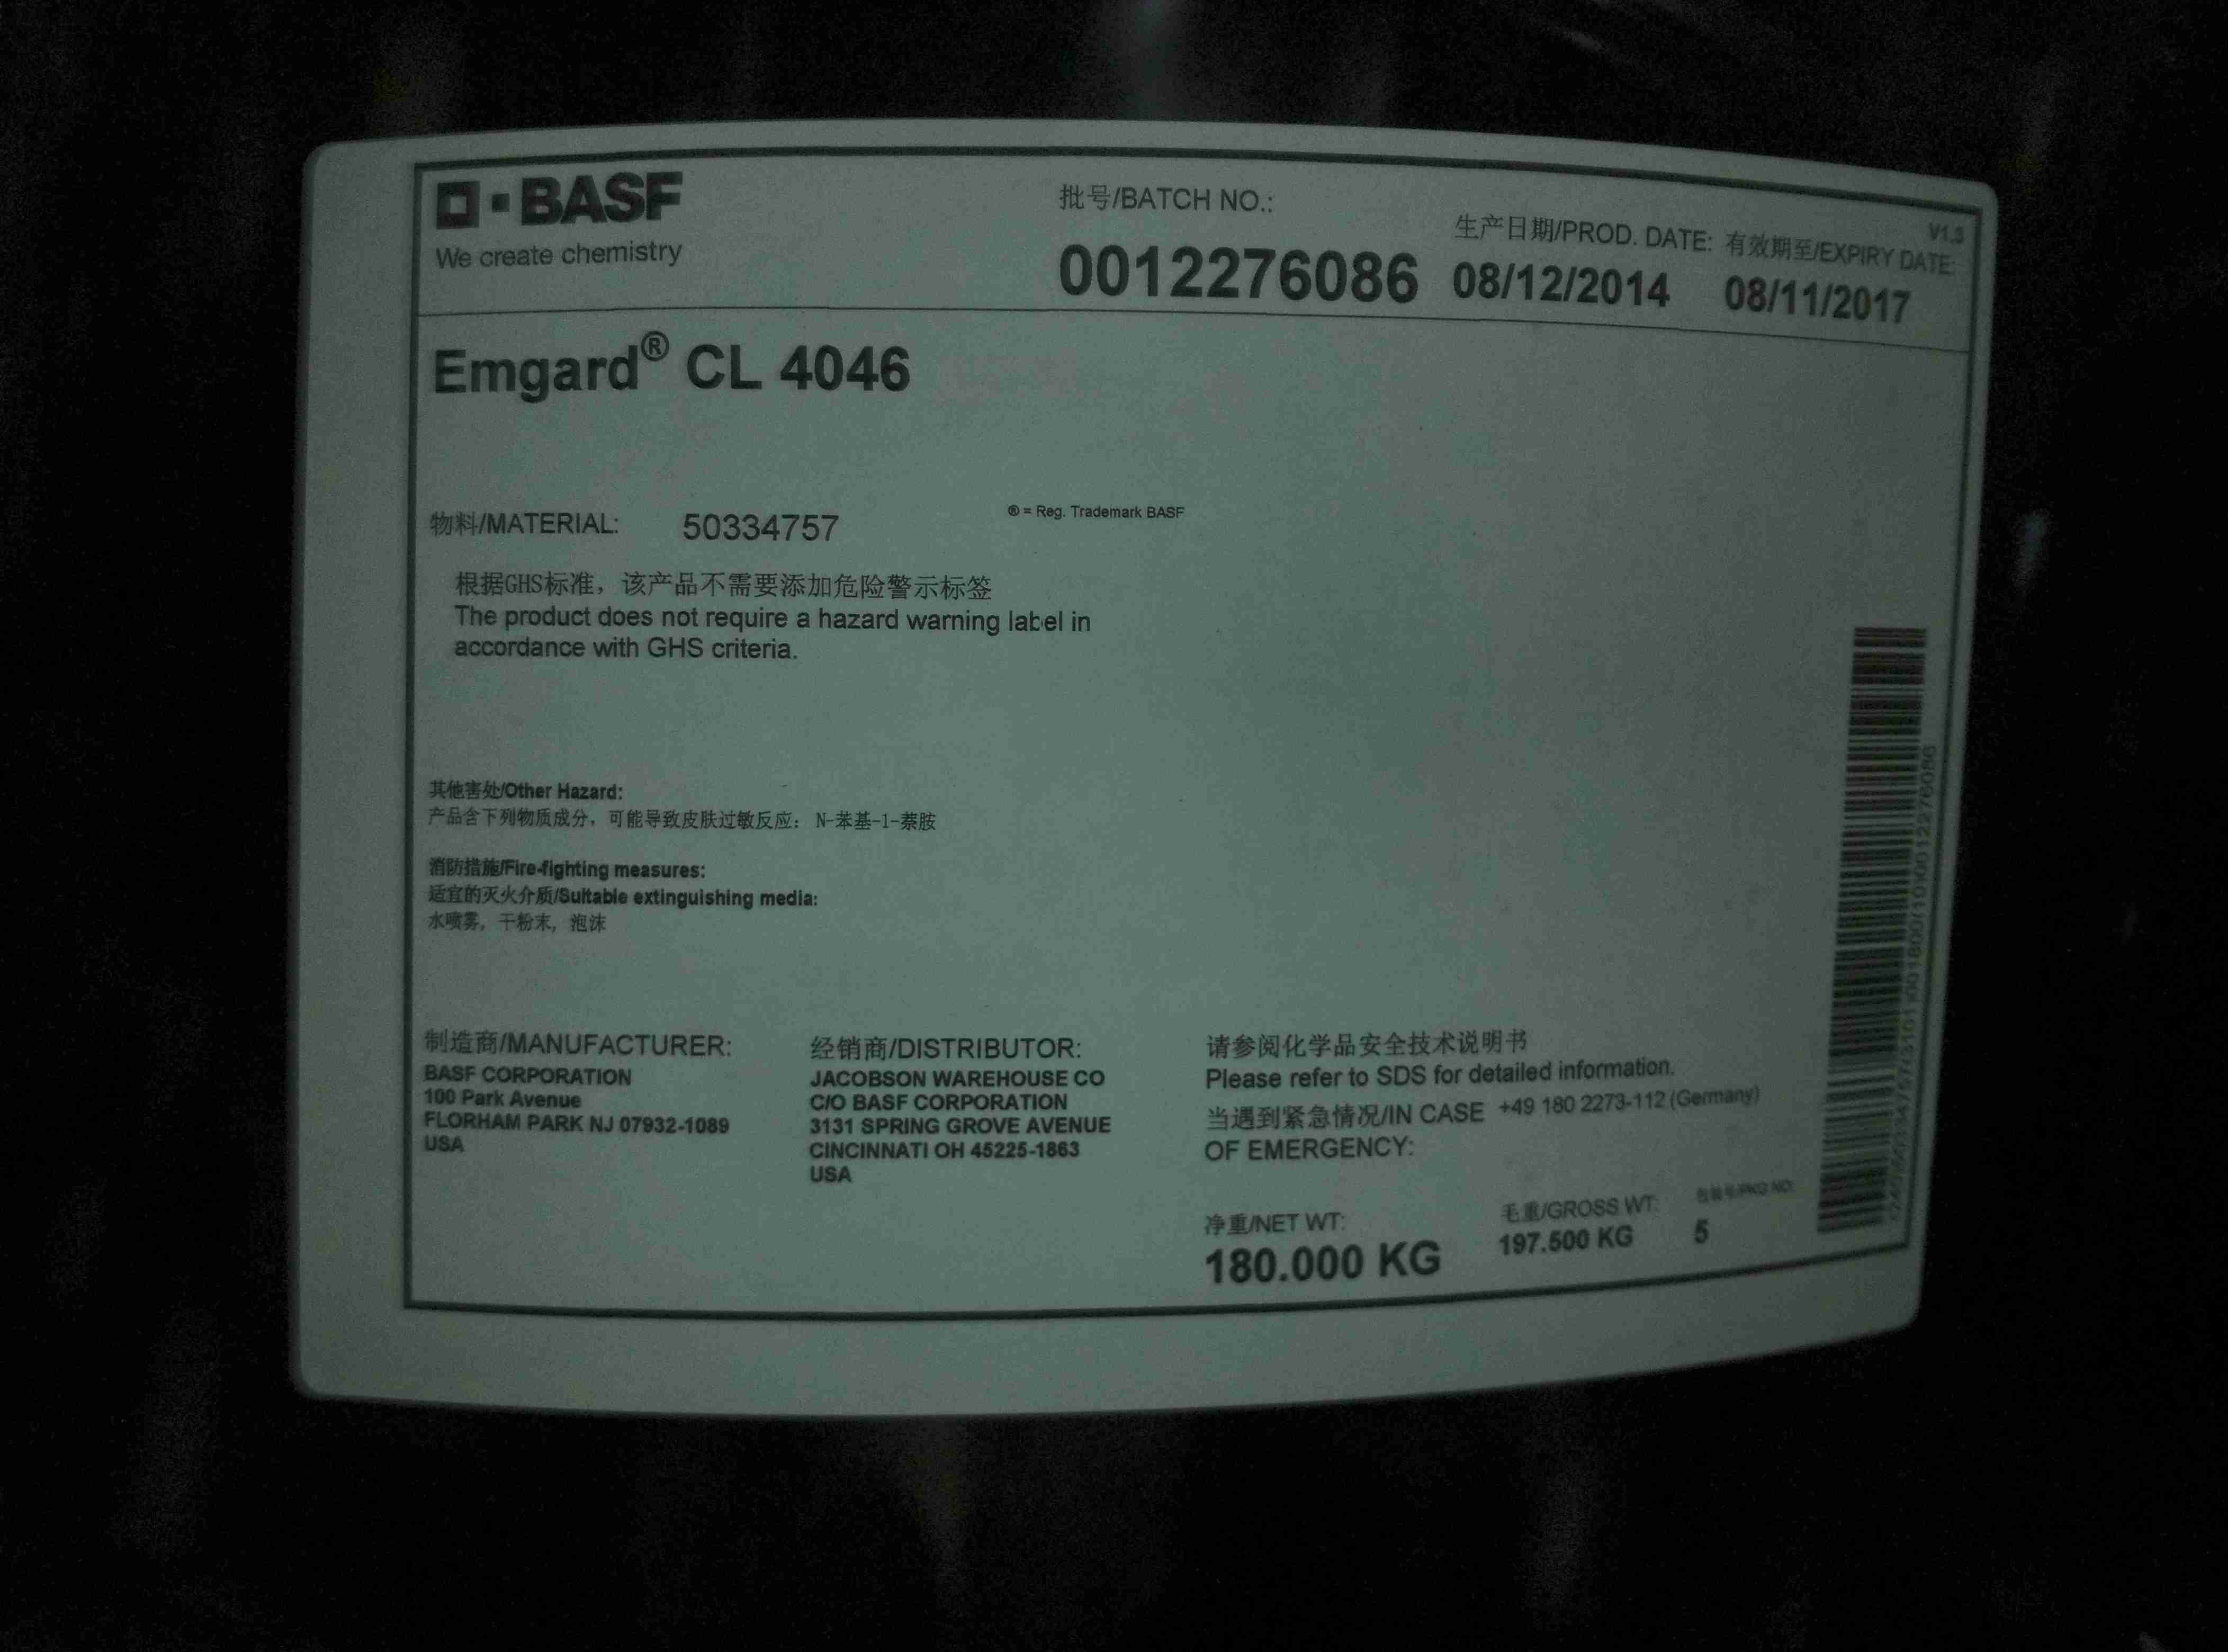 BASF
We create chemistry
批号/BATCH NO.:
0012276086
生产日期/PROD. DATE:
08/12/2014
有效期至/EXPIRY DATE:
08/11/2017
V1.3
Emgard® CL 4046
物料/MATERIAL: 50334757
® = Reg. Trademark BASF
根据GHS标准，该产品不需要添加危险警示标签
The product does not require a hazard warning label in
accordance with GHS criteria.
其他害处/Other Hazard:
产品含下列物质成分，可能导致皮肤过敏反应： N-苯基-1-萘胺
消防措施/Fire-fighting measures:
适宜的灭火介质/Suitable extinguishing media:
水喷雾，干粉末，泡沫
制造商/MANUFACTURER:
BASF CORPORATION
100 Park Avenue
FLORHAM PARK NJ 07932-1089
USA
经销商/DISTRIBUTOR:
JACOBSON WAREHOUSE CO
C/O BASF CORPORATION
3131 SPRING GROVE AVENUE
CINCINNATI OH 45225-1863
USA
请参阅化学品安全技术说明书
Please refer to SDS for detailed information.
当遇到紧急情况/IN CASE +49 180 2273-112 (Germany)
OF EMERGENCY:
净重/NET WT:
180.000 KG
毛重/GROSS WT:
197.500 KG
包装号/PKG NO:
5